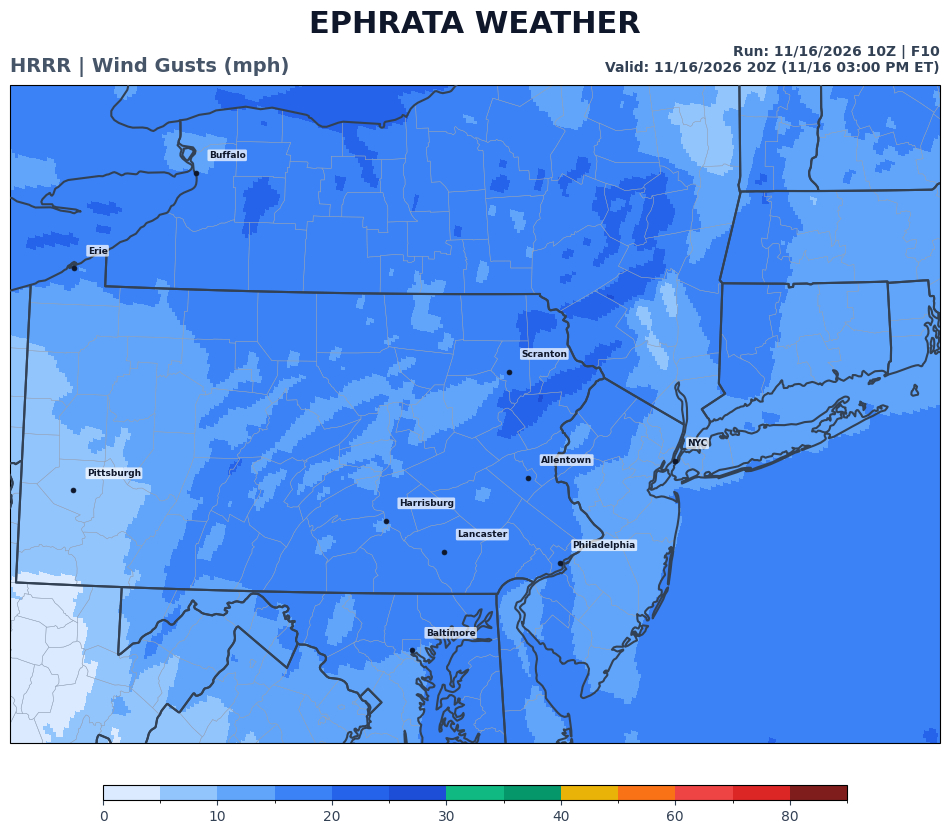 EPHRATA WEATHER
HRRR | Wind Gusts (mph)
Run: 11/16/2026 10Z | F10
Valid: 11/16/2026 20Z (11/16 03:00 PM ET)
Buffalo
Erie
Scranton
NYC
Allentown
Pittsburgh
Harrisburg
Lancaster
Philadelphia
Baltimore
0 10 20 30 40 50 60 70 80